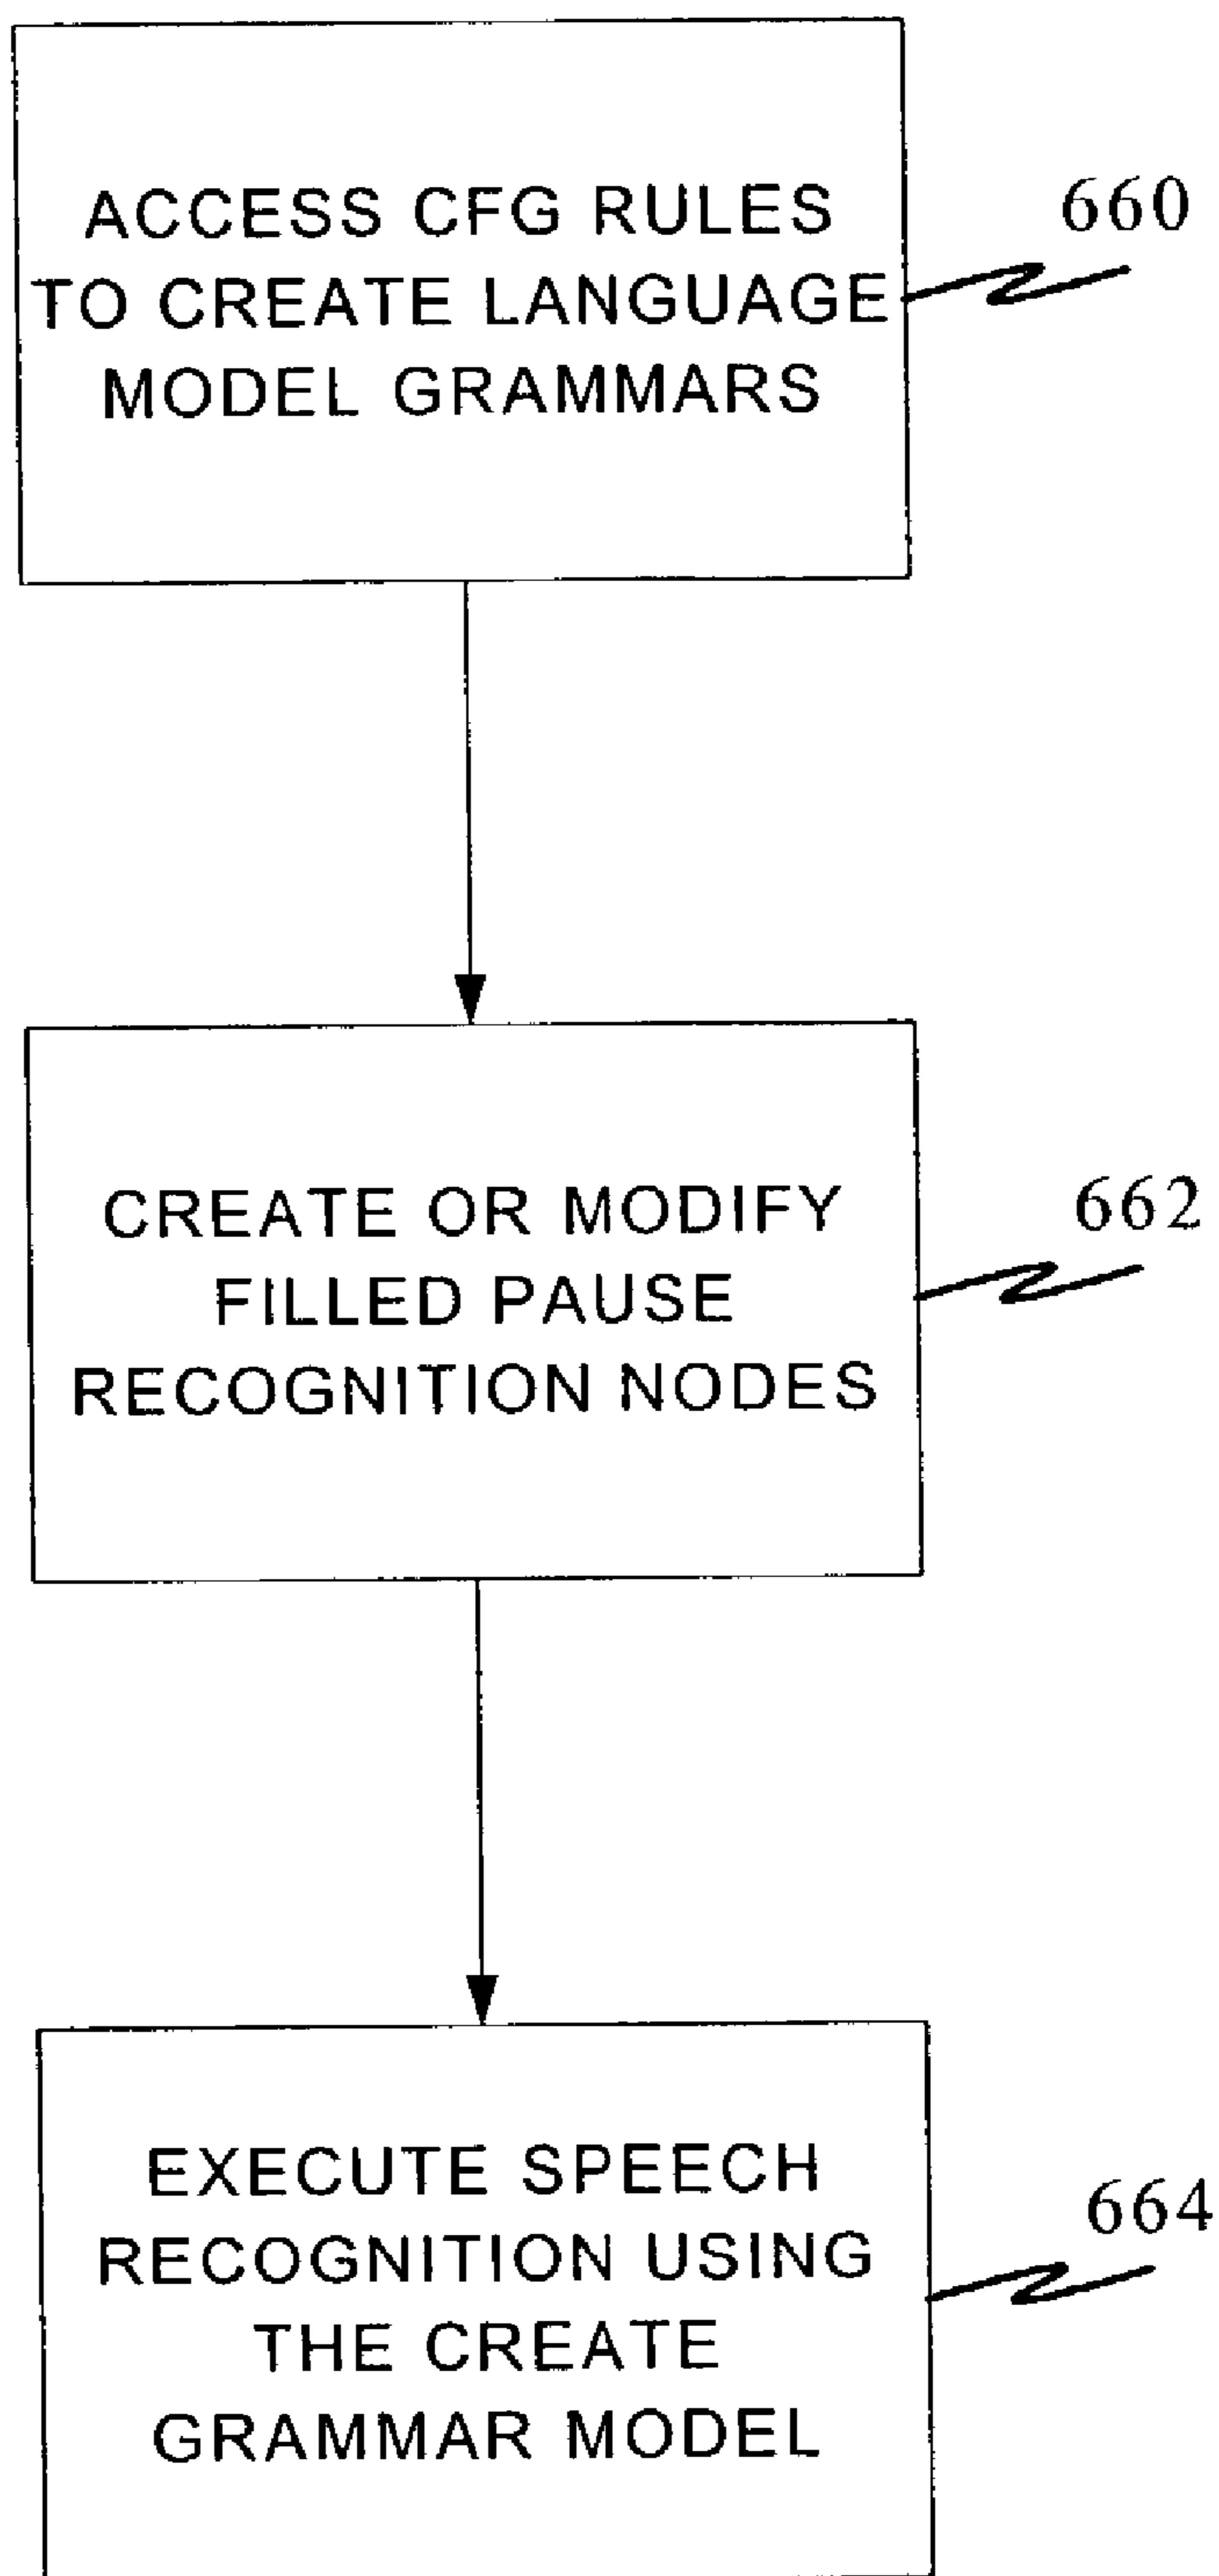 ACCESS CFG RULES
TO CREATE LANGUAGE
MODEL GRAMMARS
660
CREATE OR MODIFY
FILLED PAUSE
RECOGNITION NODES
662
EXECUTE SPEECH
RECOGNITION USING
THE CREATE
GRAMMAR MODEL
664